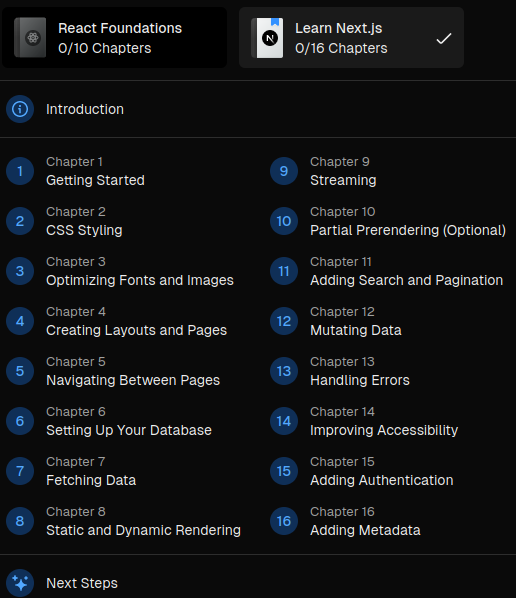 React Foundations
0/10 Chapters
Learn Next.js
0/16 Chapters
Introduction
1
Chapter 1
Getting Started
2
Chapter 2
CSS Styling
3
Chapter 3
Optimizing Fonts and Images
4
Chapter 4
Creating Layouts and Pages
5
Chapter 5
Navigating Between Pages
6
Chapter 6
Setting Up Your Database
7
Chapter 7
Fetching Data
8
Chapter 8
Static and Dynamic Rendering
9
Chapter 9
Streaming
10
Chapter 10
Partial Prerendering (Optional)
11
Chapter 11
Adding Search and Pagination
12
Chapter 12
Mutating Data
13
Chapter 13
Handling Errors
14
Chapter 14
Improving Accessibility
15
Chapter 15
Adding Authentication
16
Chapter 16
Adding Metadata
Next Steps